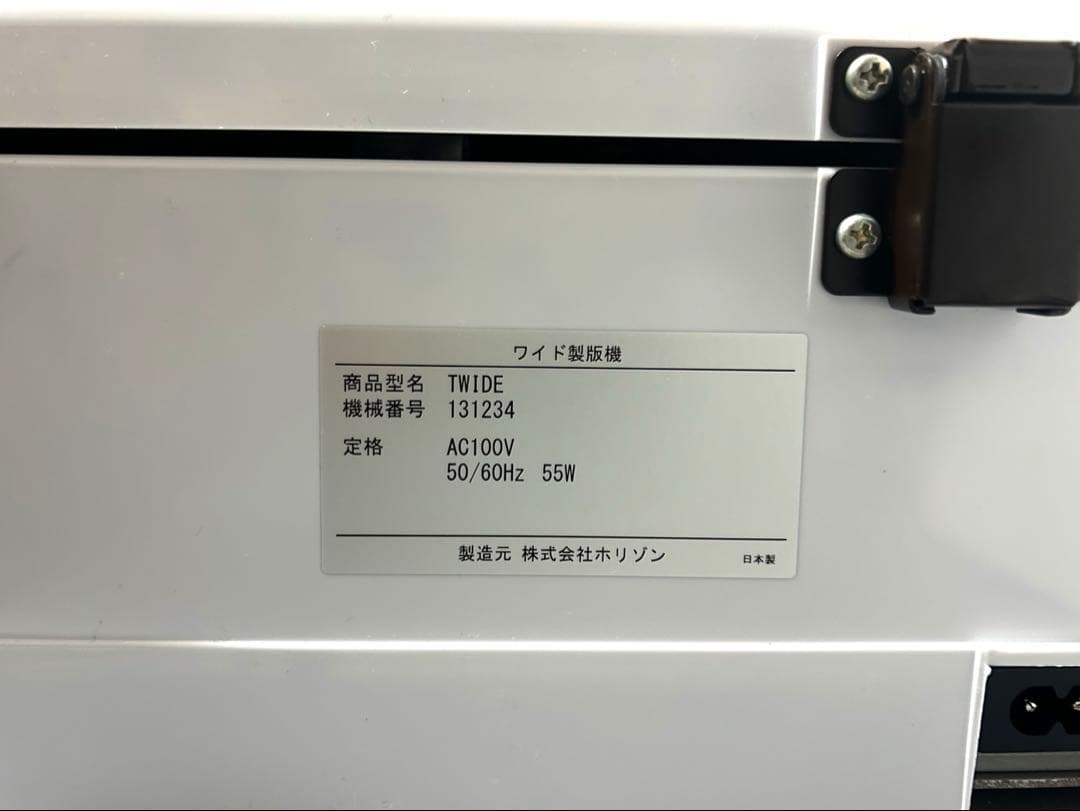 ワイド製版機
商品型名 TWIDE
機械番号 131234
定格 AC100V
50/60Hz 55W
製造元 株式会社ホリゾン 日本製